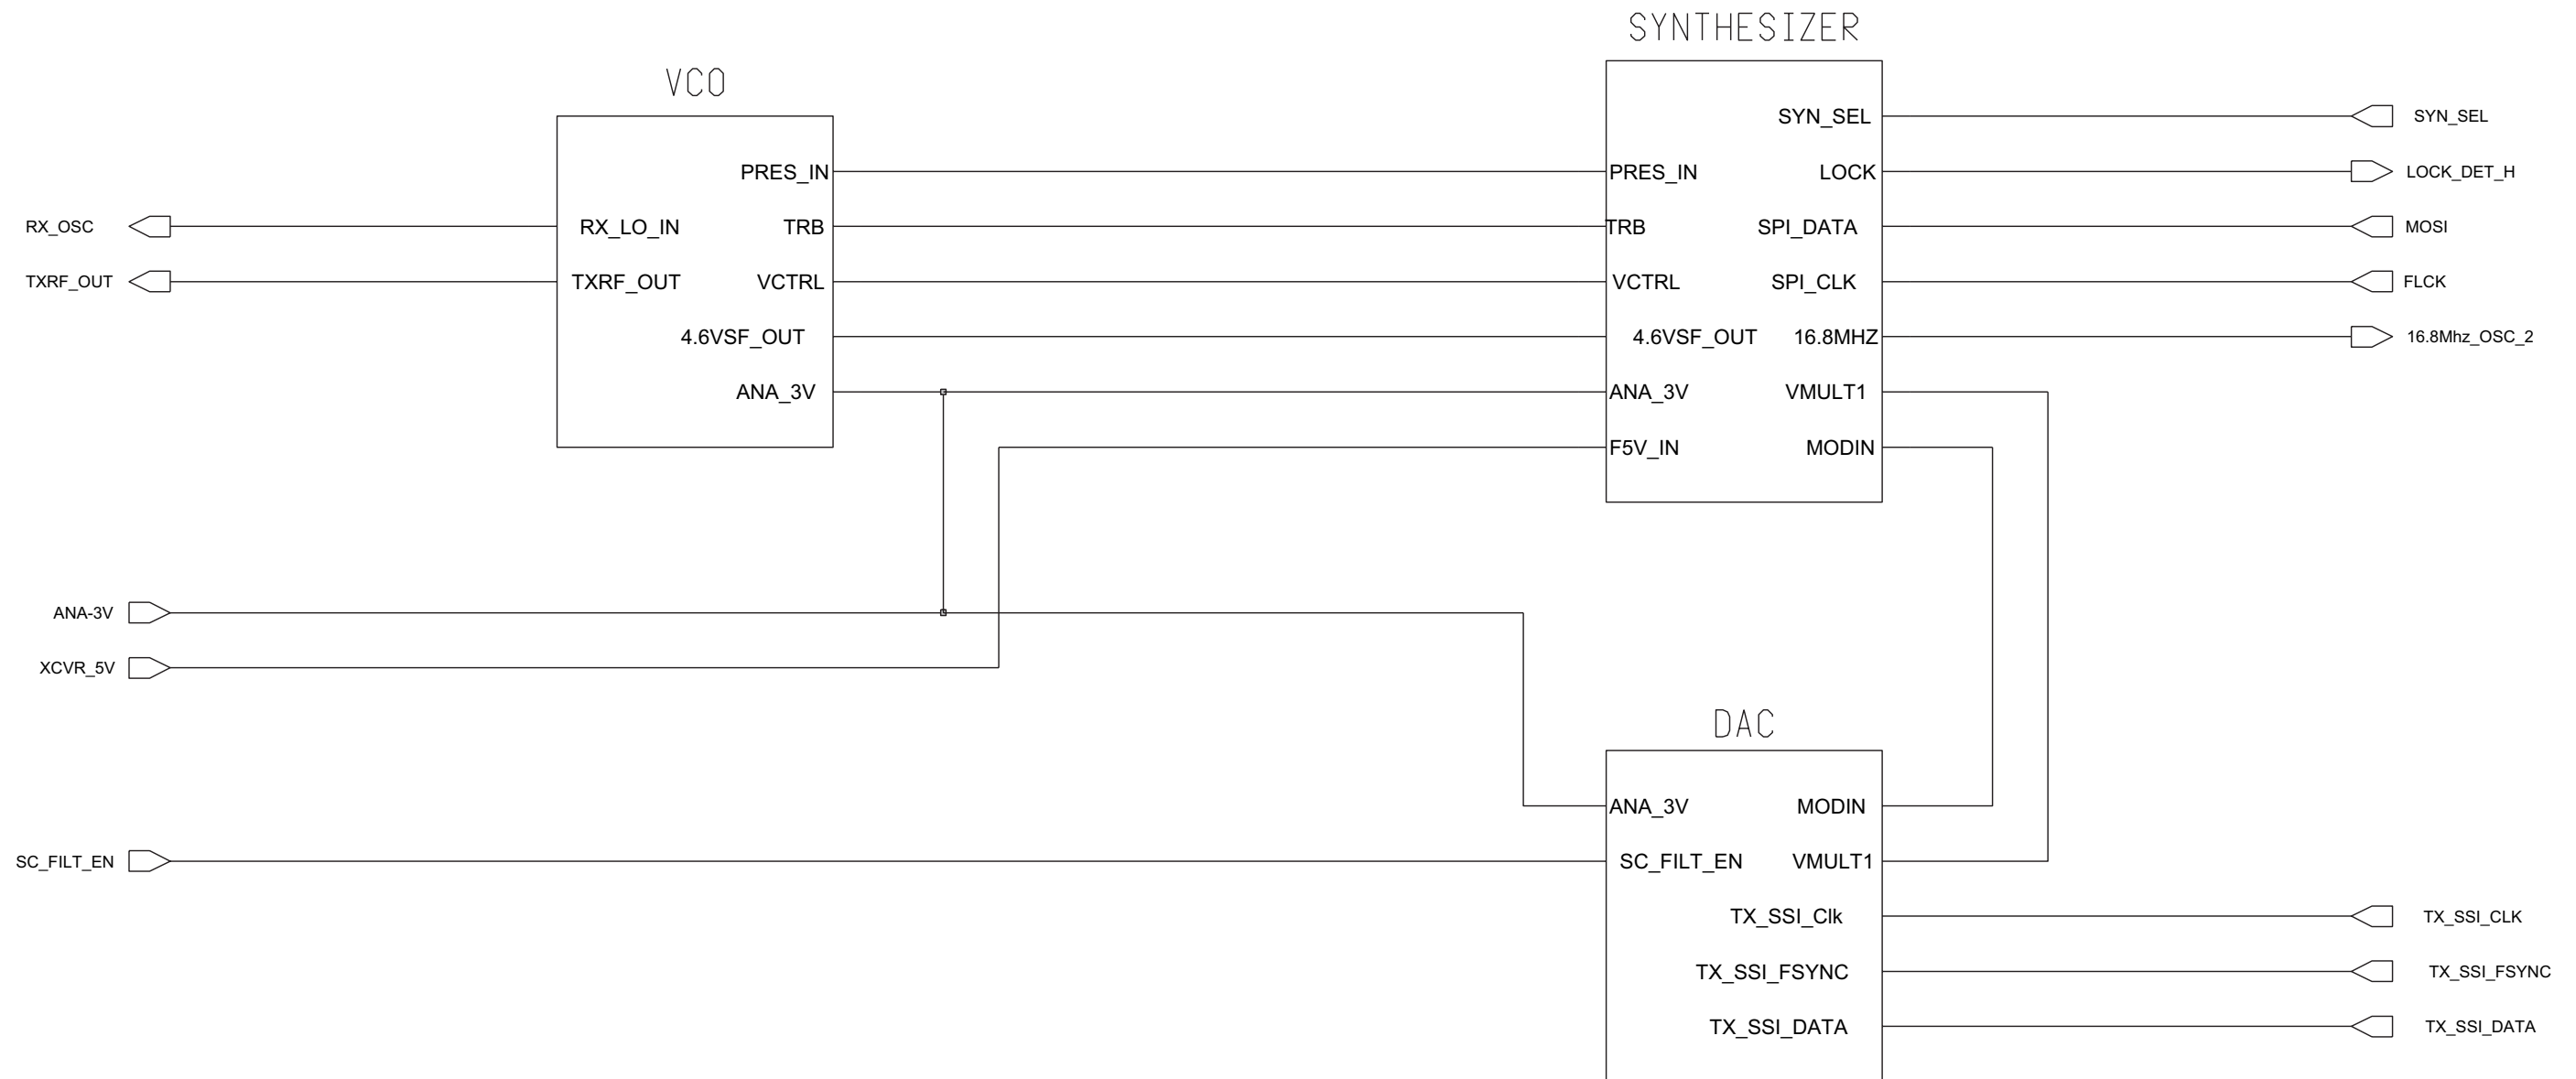 SYNTHESIZER
VCO
SYN_SEL SYN_SEL
PRES_IN PRES_IN LOCK LOCK_DET_H
RX_OSC RX_LO_IN TRB TRB SPI_DATA MOSI
TXRF_OUT TXRF_OUT VCTRL VCTRL SPI_CLK FLCK
4.6VSF_OUT 4.6VSF_OUT 16.8MHZ 16.8Mhz_OSC_2
ANA_3V ANA_3V VMULT1
F5V_IN MODIN
ANA-3V
XCVR_5V
DAC
ANA_3V MODIN
SC_FILT_EN SC_FILT_EN VMULT1
TX_SSI_Clk TX_SSI_CLK
TX_SSI_FSYNC TX_SSI_FSYNC
TX_SSI_DATA TX_SSI_DATA